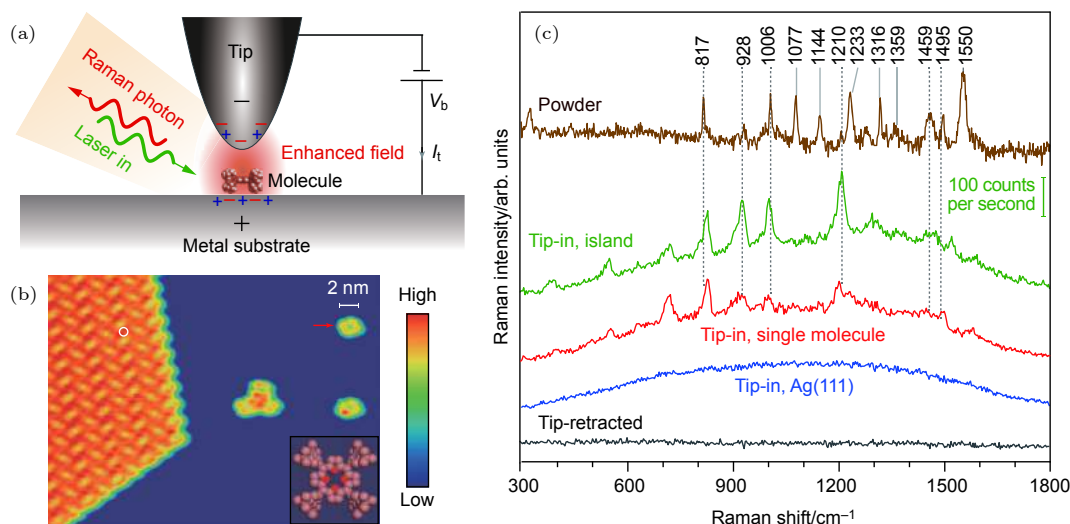 (a)
Tip
Raman photon
Laser in
−
+ − + − +
Enhanced field
Molecule
+ − + − +
+
Metal substrate
Vb
It
(b)
2 nm
High
Low
(c)
817
928
1006
1077
1144
1210
1233
1316
1359
1459
1495
1550
Powder
100 counts
per second
Tip-in, island
Tip-in, single molecule
Tip-in, Ag(111)
Tip-retracted
Raman intensity/arb. units
300 600 900 1200 1500 1800
Raman shift/cm⁻¹